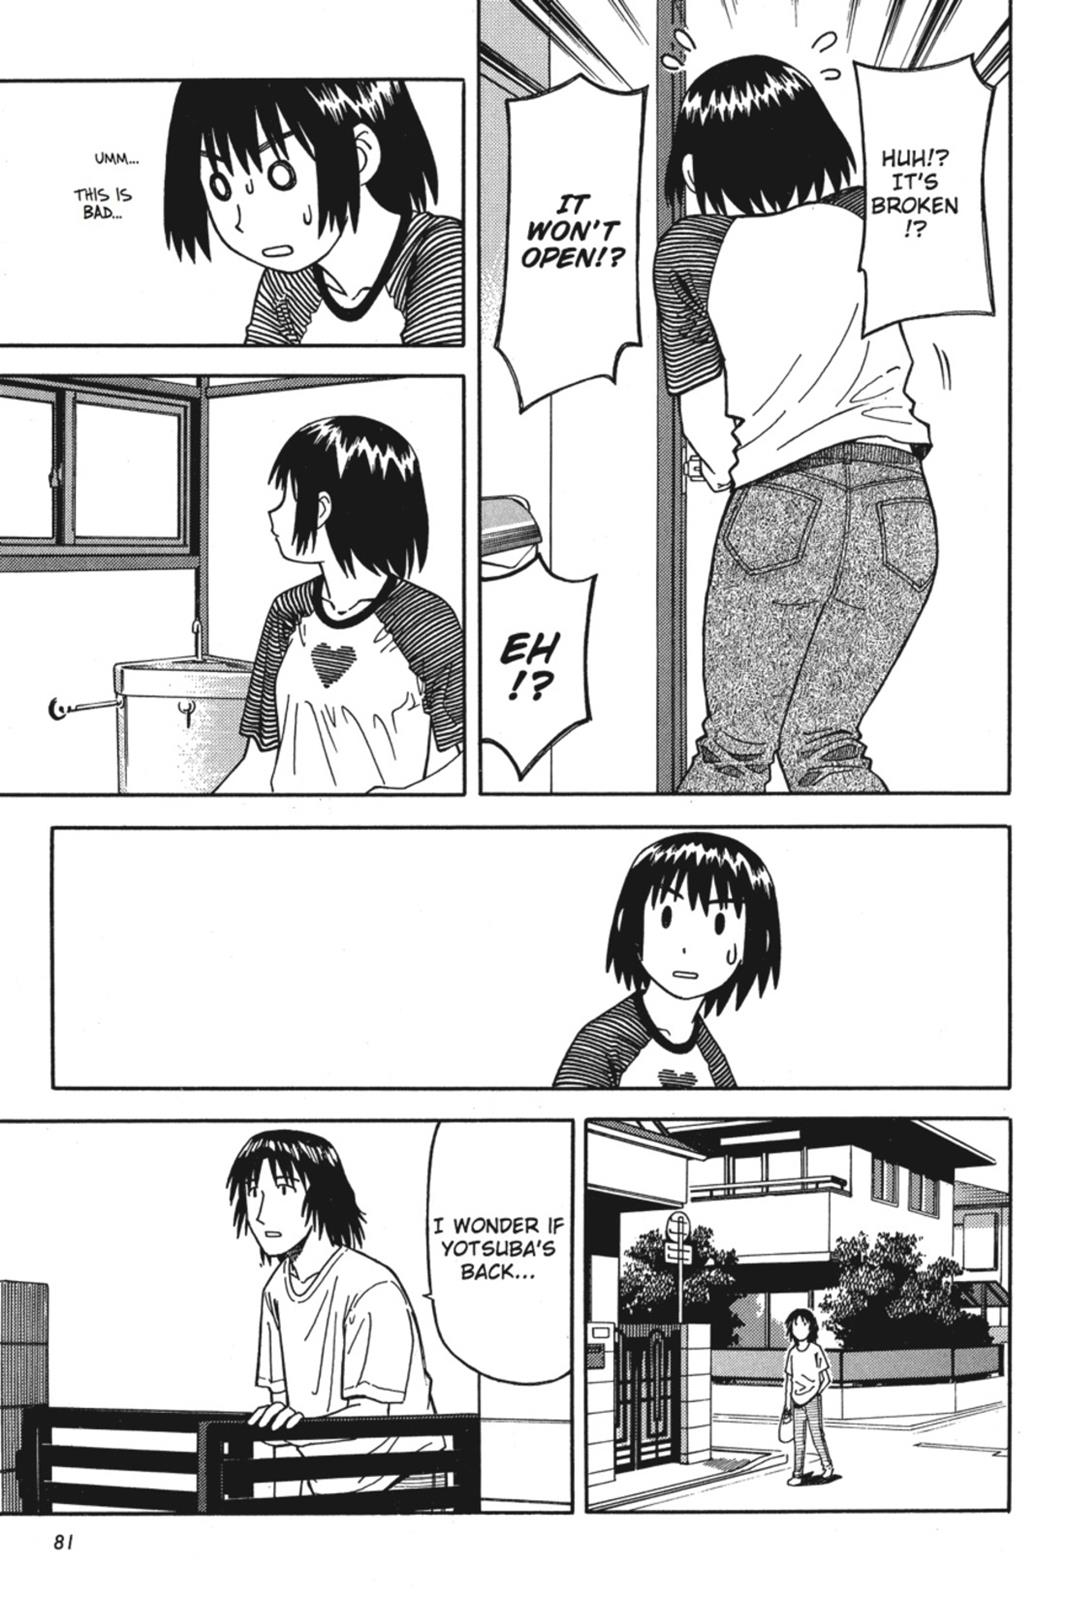 HUH!?
IT'S
BROKEN
!?
IT
WON'T
OPEN!?
EH
!?
UMM...
THIS IS
BAD...
I WONDER IF
YOTSUBA'S
BACK...
81